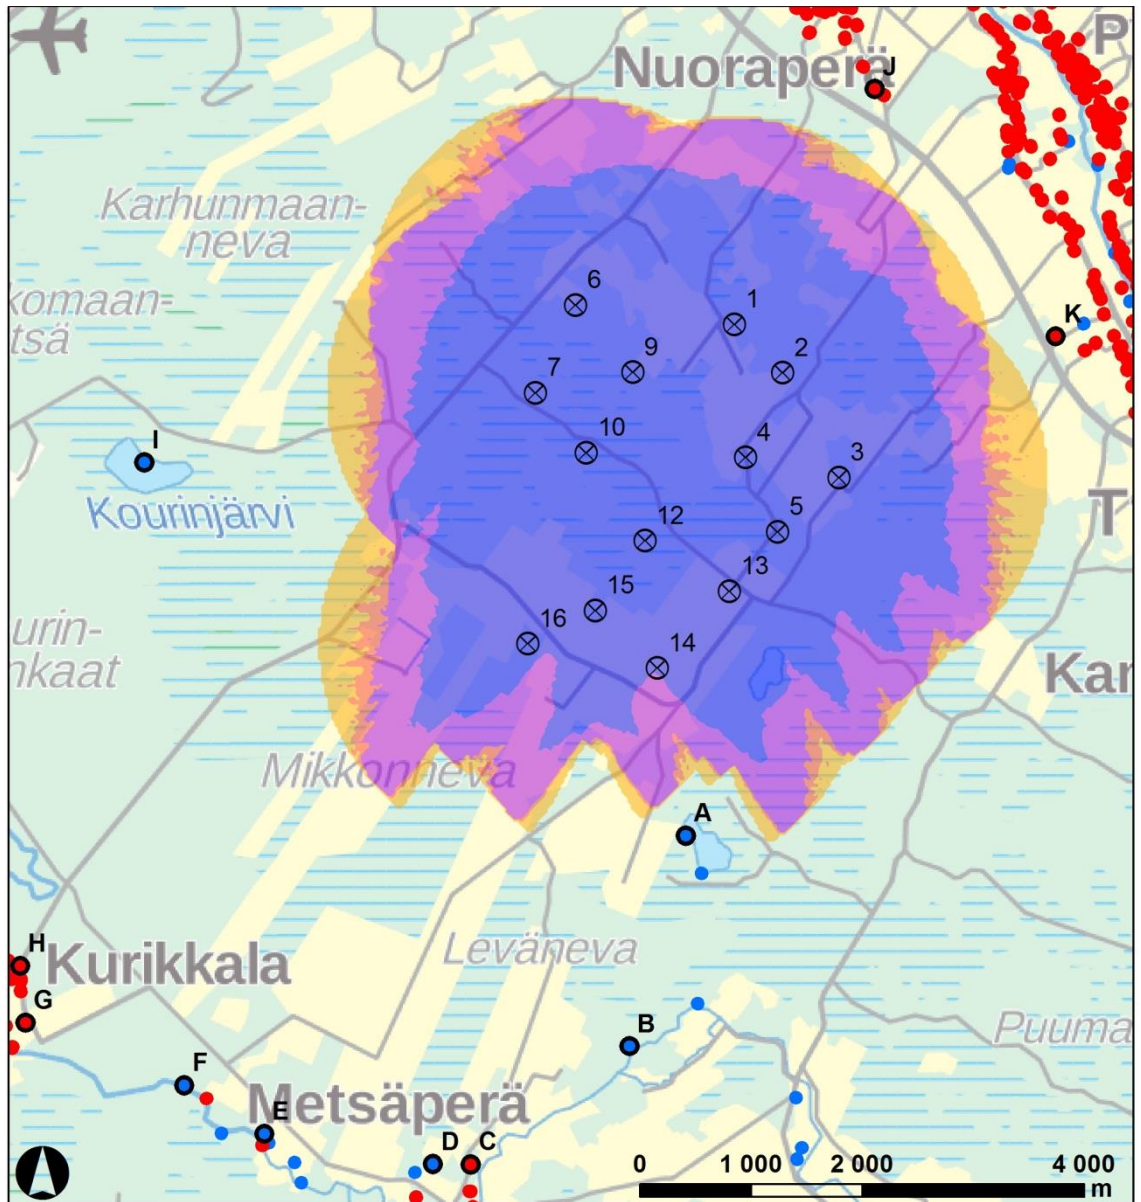 P
Nuoraperä
J
Karhunmaan-
neva
komaan-
tsä
6
1
K
2
9
7
10
4
3
I
Kourinjärvi
T
5
12
13
15
16
14
urin-
nkaat
Kar
Mikkonneva
A
Leväneva
H
Kurikkala
G
B
Puuma
F
Metsäperä
E
D
C
0 1 000 2 000 4 000
m